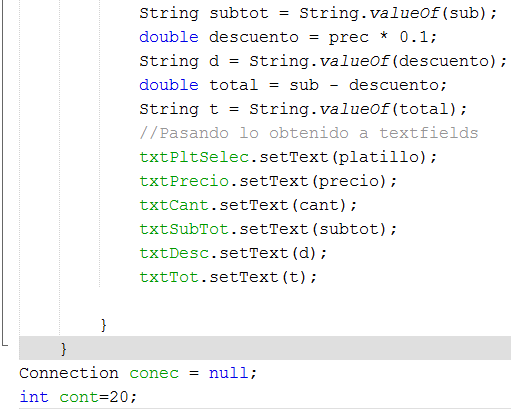 String subtot = String.valueOf(sub);
double descuento = prec * 0.1;
String d = String.valueOf(descuento);
double total = sub - descuento;
String t = String.valueOf(total);
//Pasando lo obtenido a textfields
txtPltSelec.setText(platillo);
txtPrecio.setText(precio);
txtCant.setText(cant);
txtSubTot.setText(subtot);
txtDesc.setText(d);
txtTot.setText(t);
}
}
Connection conec = null;
int cont=20;